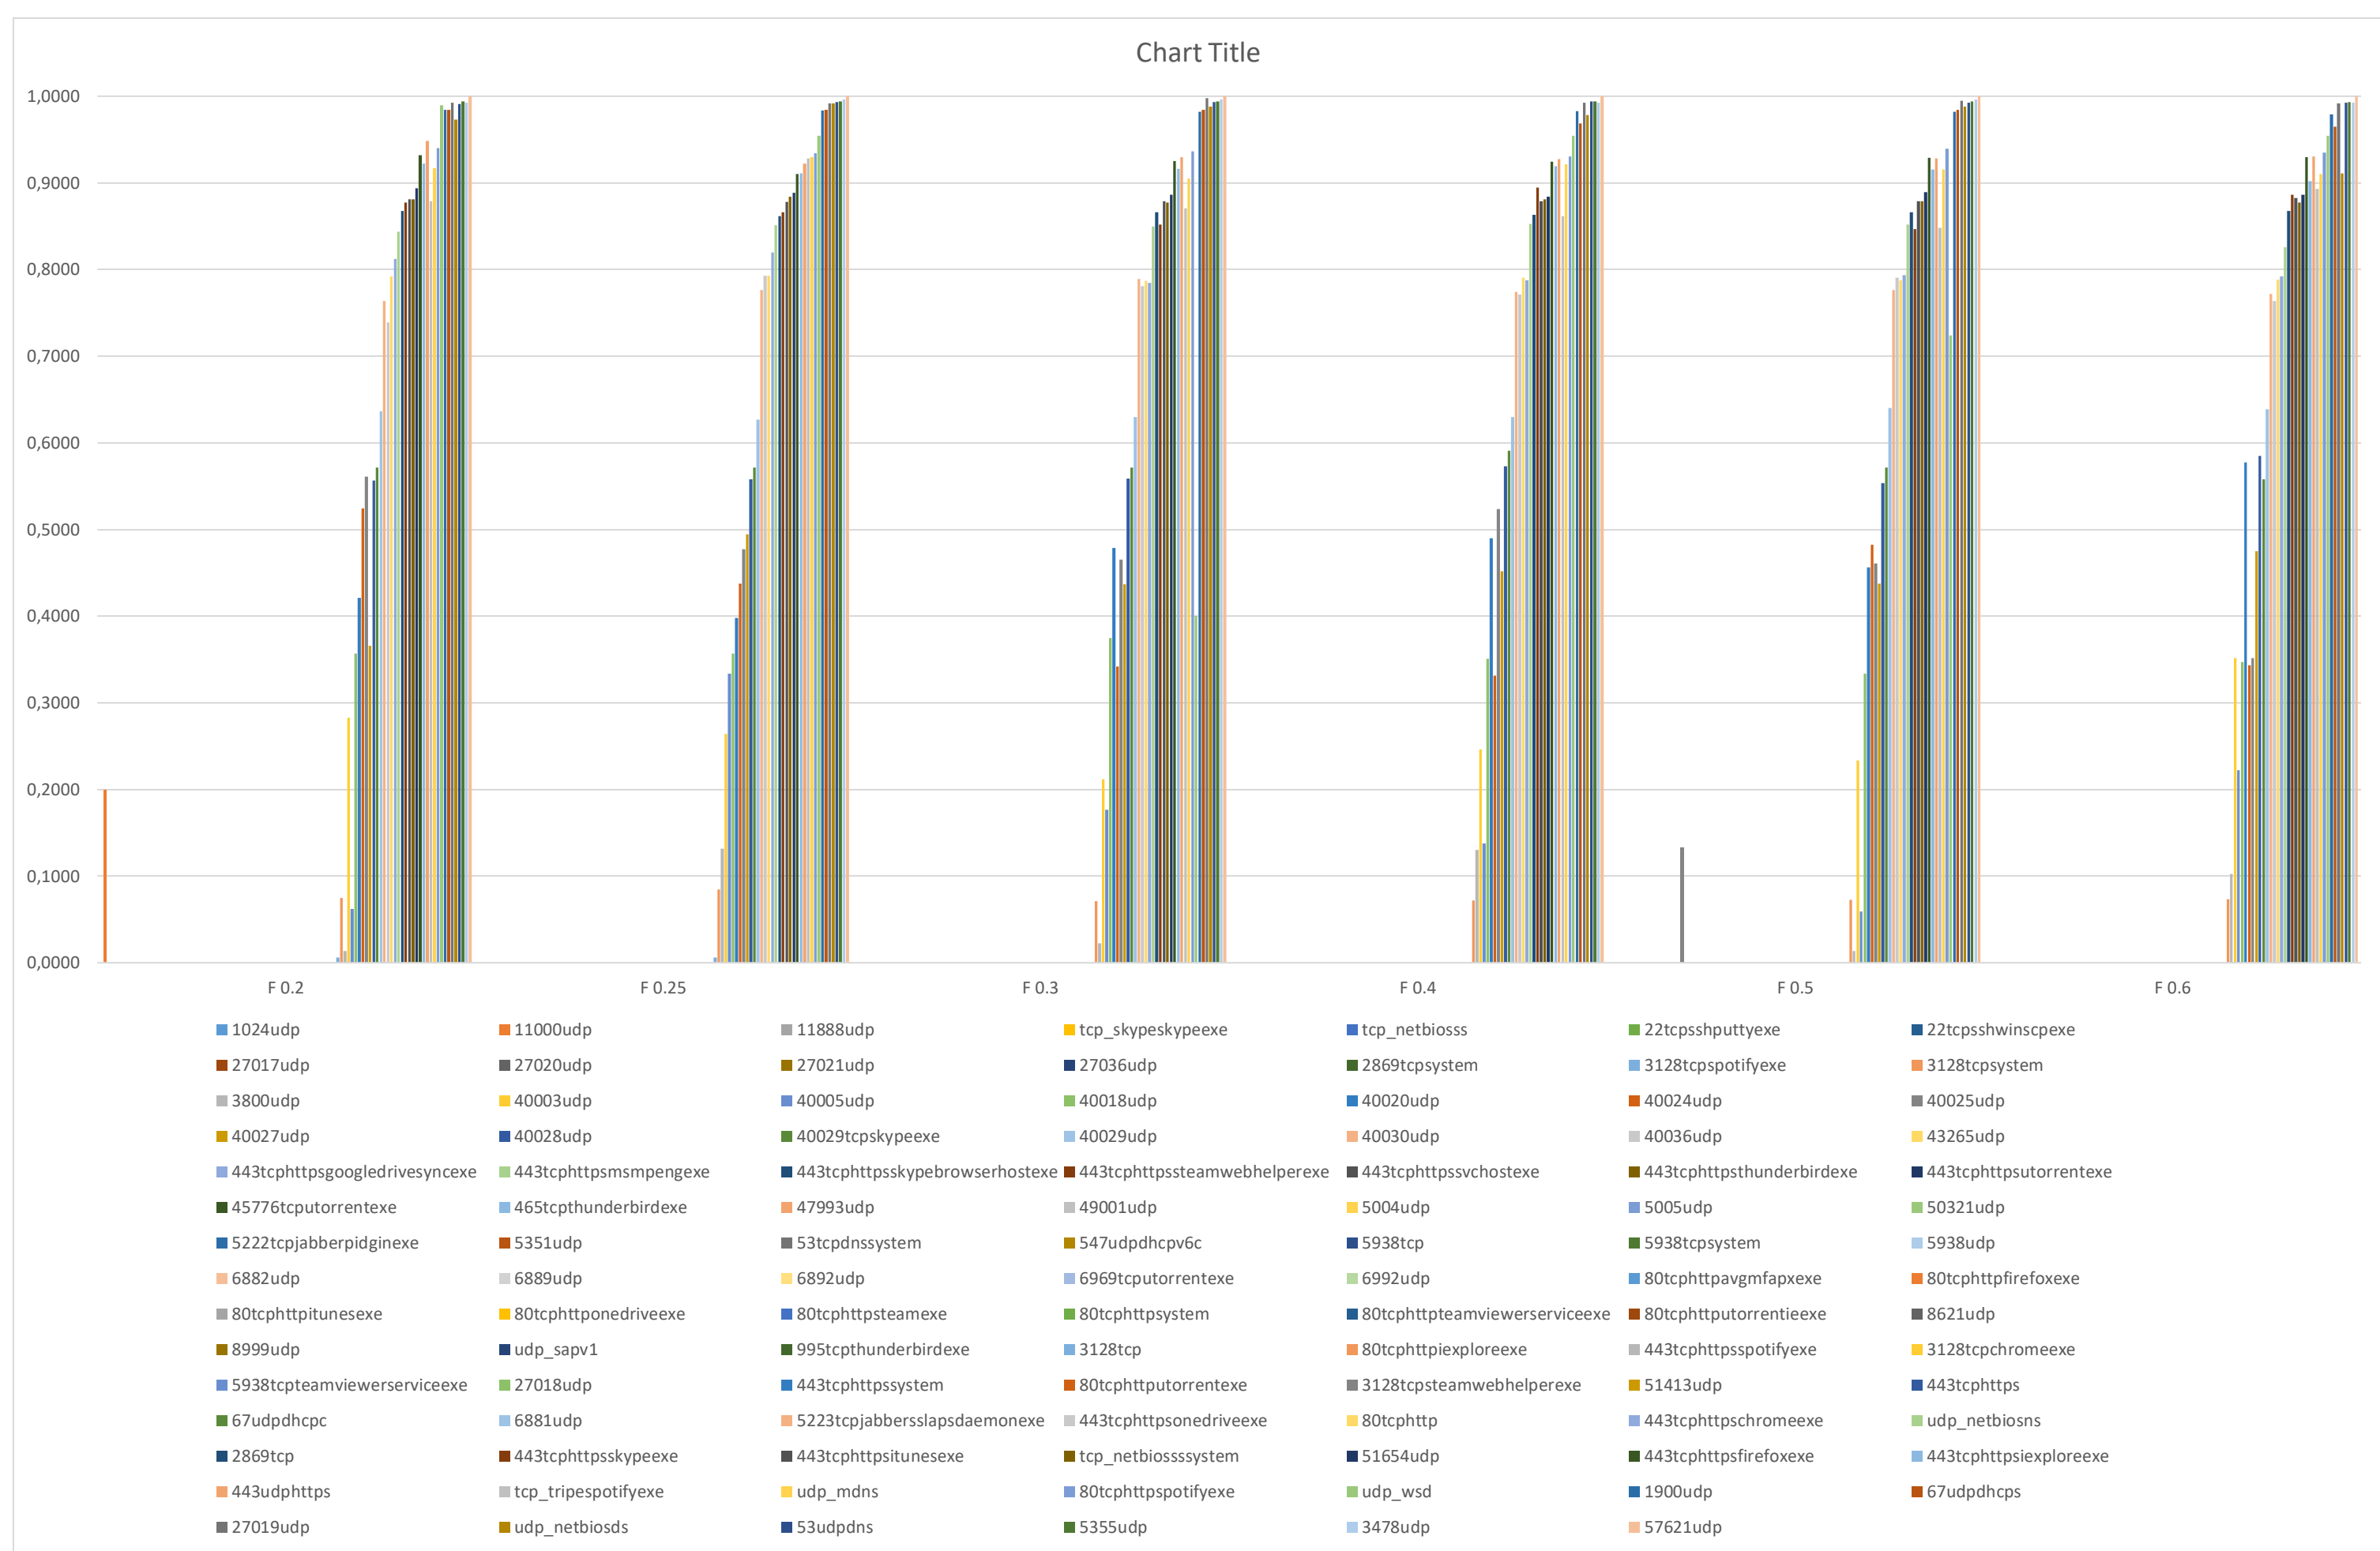 Chart Title
1,0000
0,9000
0,8000
0,7000
0,6000
0,5000
0,4000
0,3000
0,2000
0,1000
0,0000
F 0.2 F 0.25 F 0.3 F 0.4 F 0.5 F 0.6
1024udp 11000udp 11888udp tcp_skypeskypeexe tcp_netbiosss 22tcpsshputtyexe 22tcpsshwinscpexe
27017udp 27020udp 27021udp 27036udp 2869tcpsystem 3128tcpspotifyexe 3128tcpsystem
3800udp 40003udp 40005udp 40018udp 40020udp 40024udp 40025udp
40027udp 40028udp 40029tcpskypeexe 40029udp 40030udp 40036udp 43265udp
443tcphttpsgoogledrivesyncexe 443tcphttpsmsmpengexe 443tcphttpsskypebrowserhostexe 443tcphttpssteamwebhelperexe 443tcphttpssvchostexe 443tcphttpsthunderbirdexe 443tcphttpsutorrentexe
45776tcputorrentexe 465tcpthunderbirdexe 47993udp 49001udp 5004udp 5005udp 50321udp
5222tcpjabberpidginexe 5351udp 53tcpdnssystem 547udpdhcpv6c 5938tcp 5938tcpsystem 5938udp
6882udp 6889udp 6892udp 6969tcputorrentexe 6992udp 80tcphttpavgmfapxexe 80tcphttpfirefoxexe
80tcphttpitunesexe 80tcphttponedriveexe 80tcphttpsteamexe 80tcphttpsystem 80tcphttpteamviewerserviceexe 80tcphttputorrentieexe 8621udp
8999udp udp_sapv1 995tcpthunderbirdexe 3128tcp 80tcphttpiexploreexe 443tcphttpsspotifyexe 3128tcpchromeexe
5938tcpteamviewerserviceexe 27018udp 443tcphttpssystem 80tcphttputorrentexe 3128tcpsteamwebhelperexe 51413udp 443tcphttps
67udpdhcpc 6881udp 5223tcpjabbersslapsdaemonexe 443tcphttpsonedriveexe 80tcphttp 443tcphttpschromeexe udp_netbiosns
2869tcp 443tcphttpsskypeexe 443tcphttpsitunesexe tcp_netbiossssystem 51654udp 443tcphttpsfirefoxexe 443tcphttpsiexploreexe
443udphttps tcp_tripespotifyexe udp_mdns 80tcphttpspotifyexe udp_wsd 1900udp 67udpdhcps
27019udp udp_netbiosds 53udpdns 5355udp 3478udp 57621udp